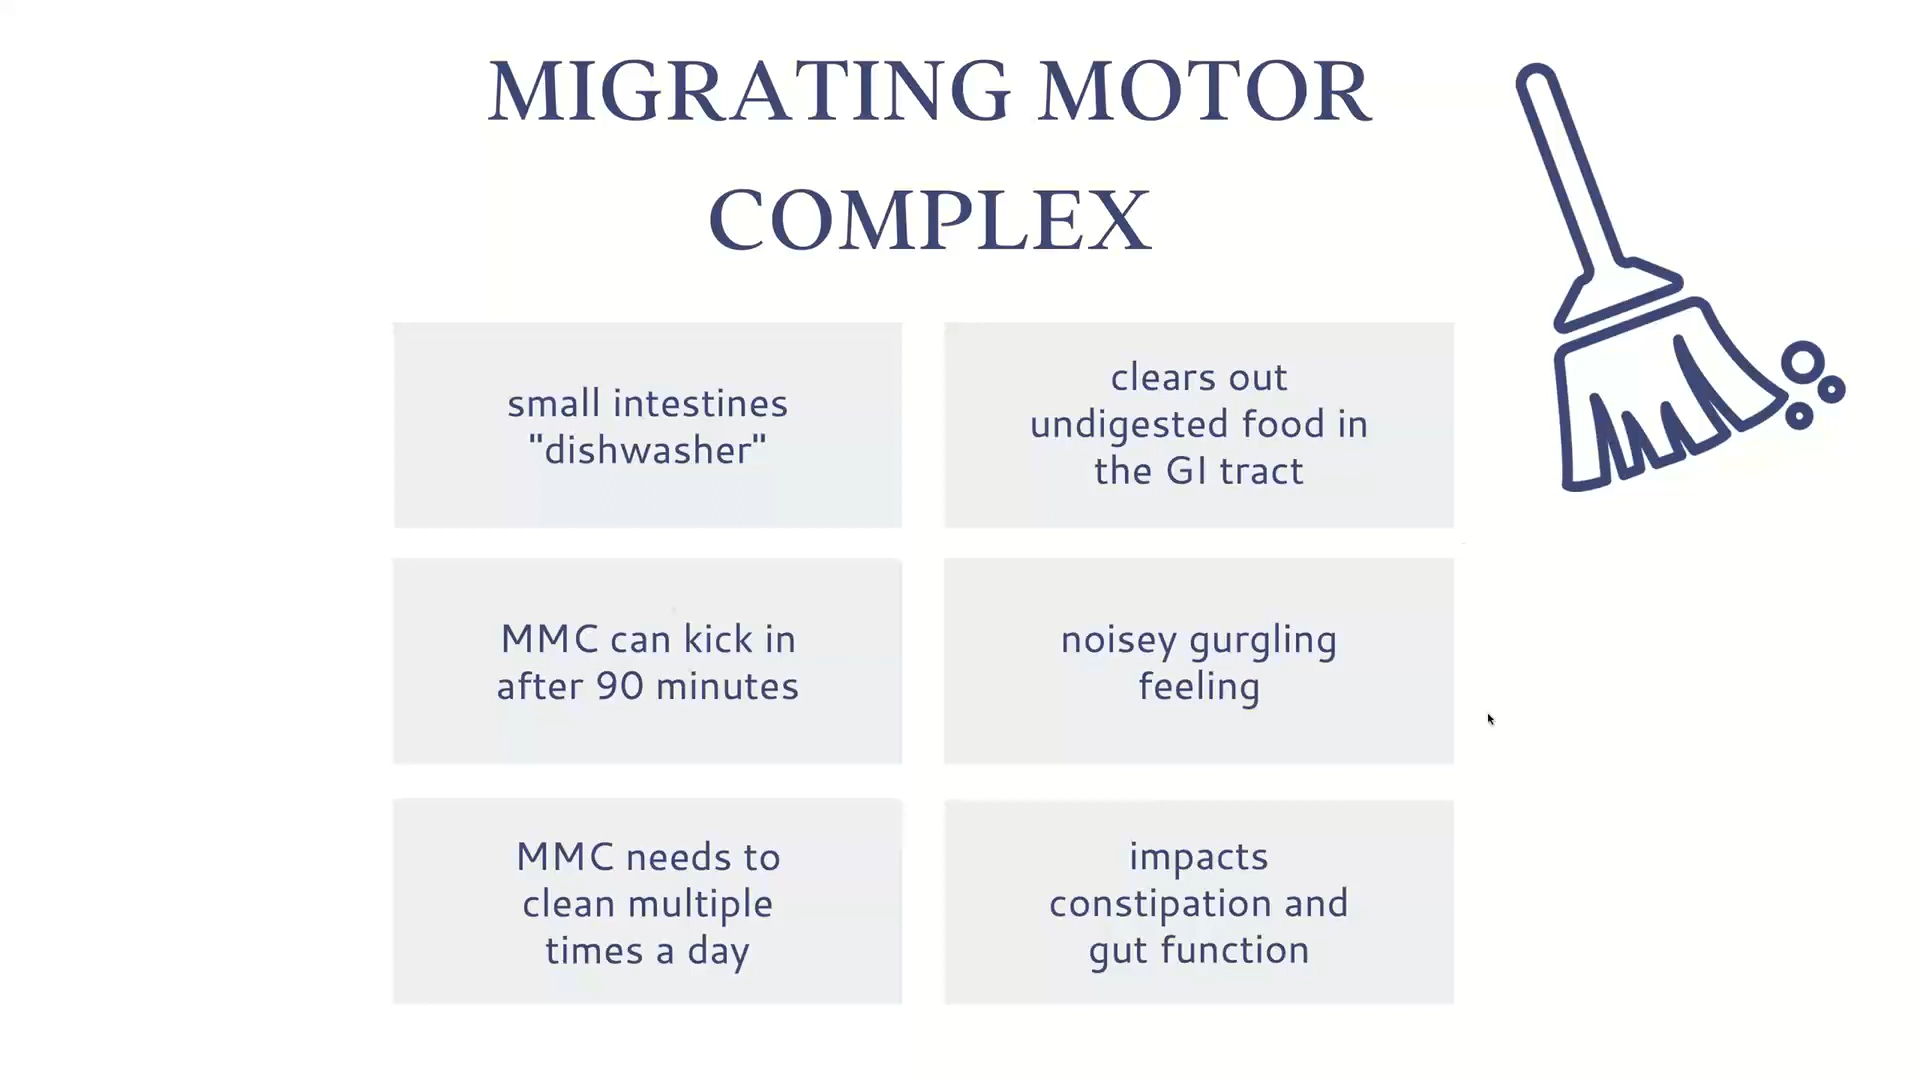 MIGRATING MOTOR
COMPLEX
small intestines
"dishwasher"
clears out
undigested food in
the GI tract
MMC can kick in
after 90 minutes
noisey gurgling
feeling
MMC needs to
clean multiple
times a day
impacts
constipation and
gut function